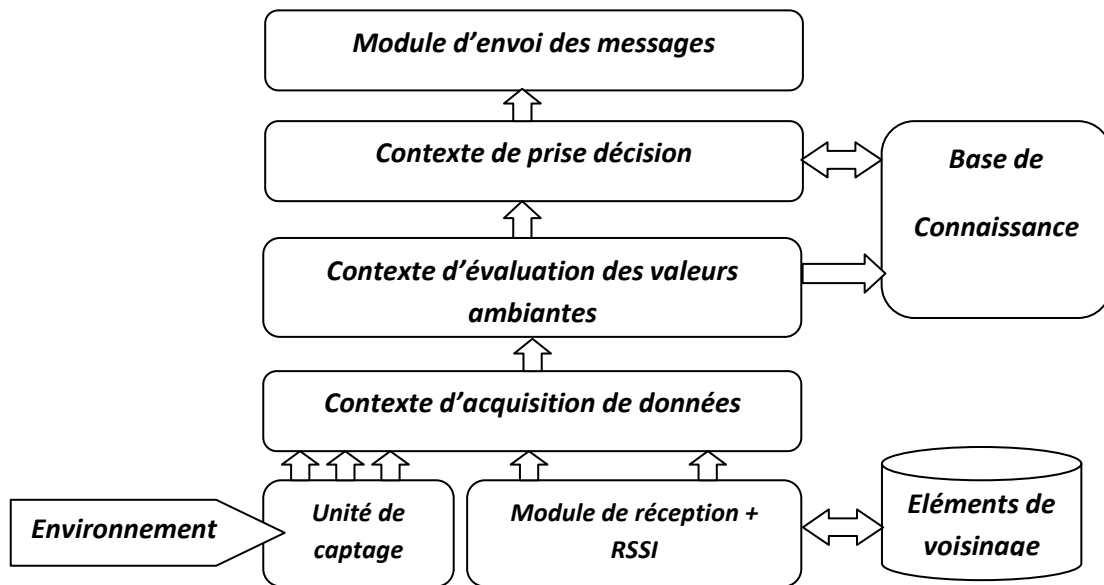 Module d’envoi des messages
Contexte de prise décision
Base de
Connaissance
Contexte d’évaluation des valeurs
ambiantes
Contexte d’acquisition de données
Environnement
Unité de
captage
Module de réception +
RSSI
Eléments de
voisinage